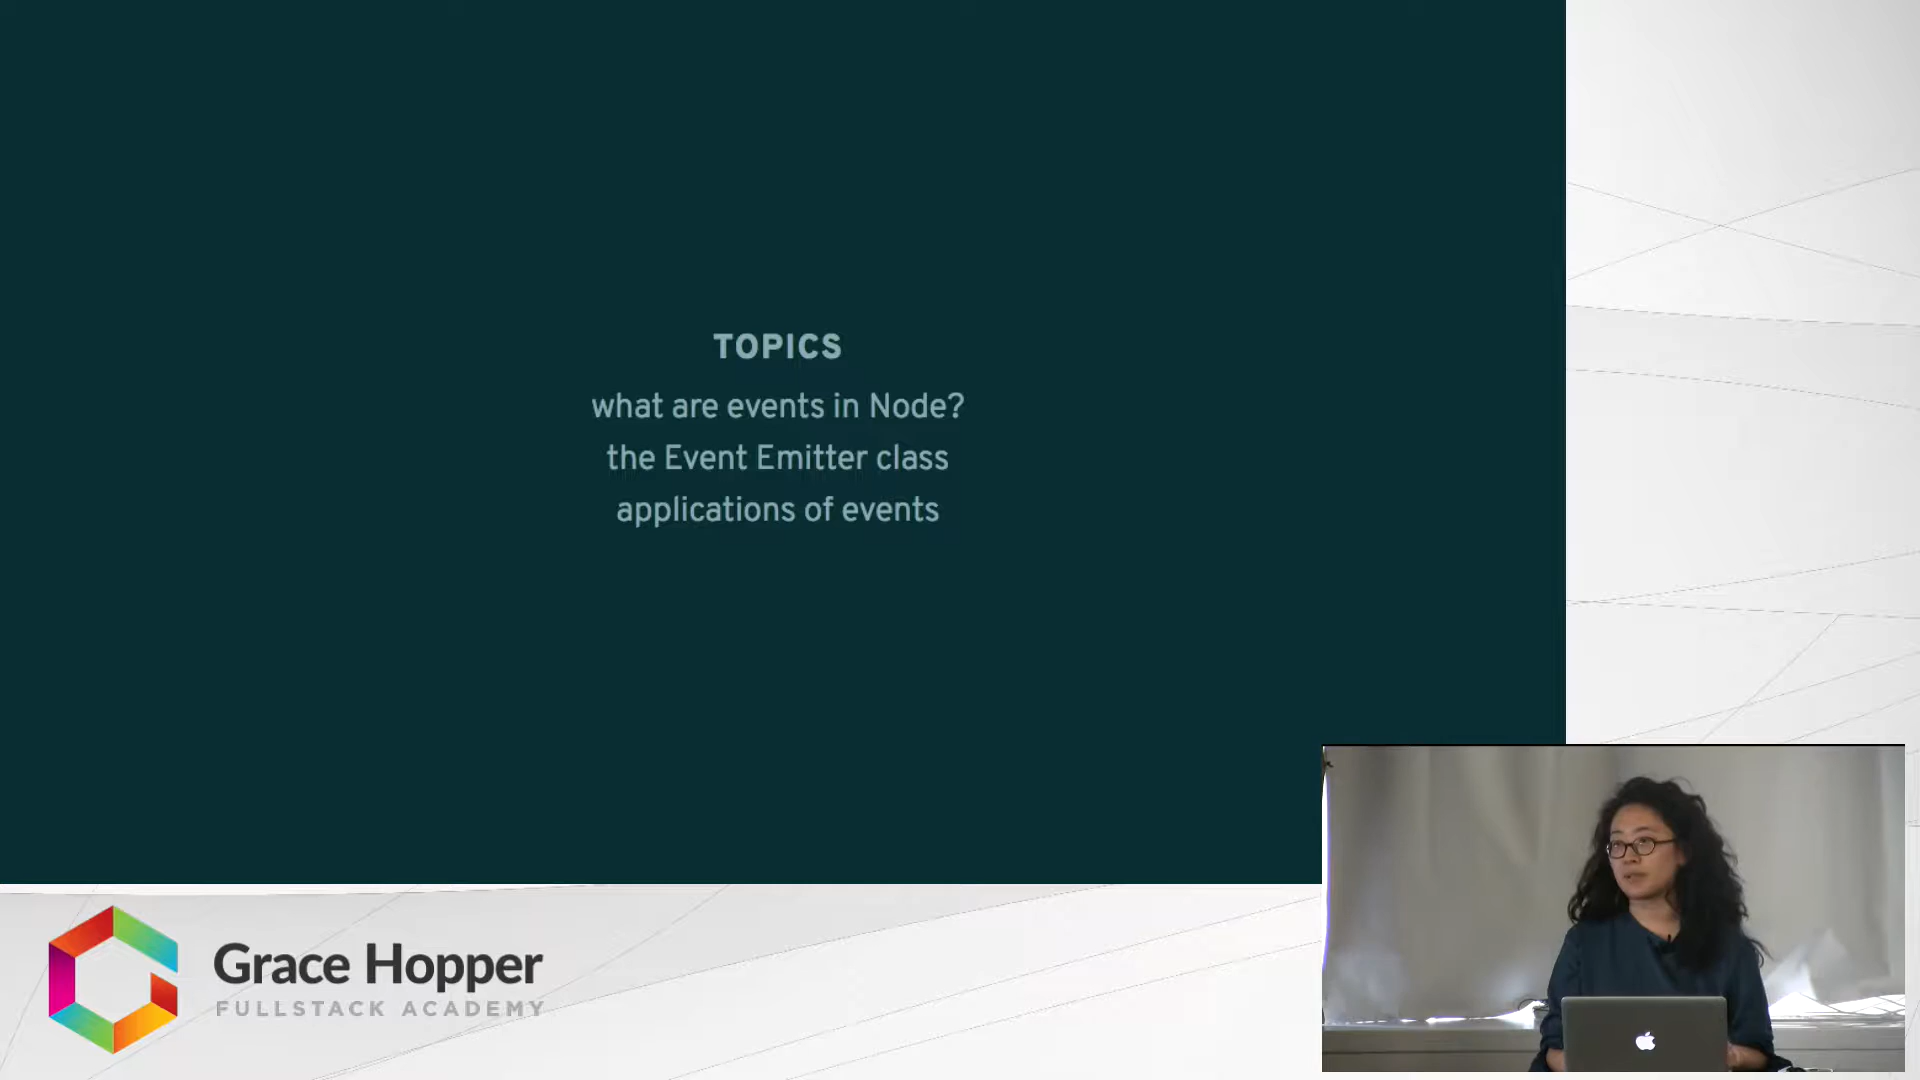 TOPICS
what are events in Node?
the Event Emitter class
applications of events
Grace Hopper
FULLSTACK ACADEMY